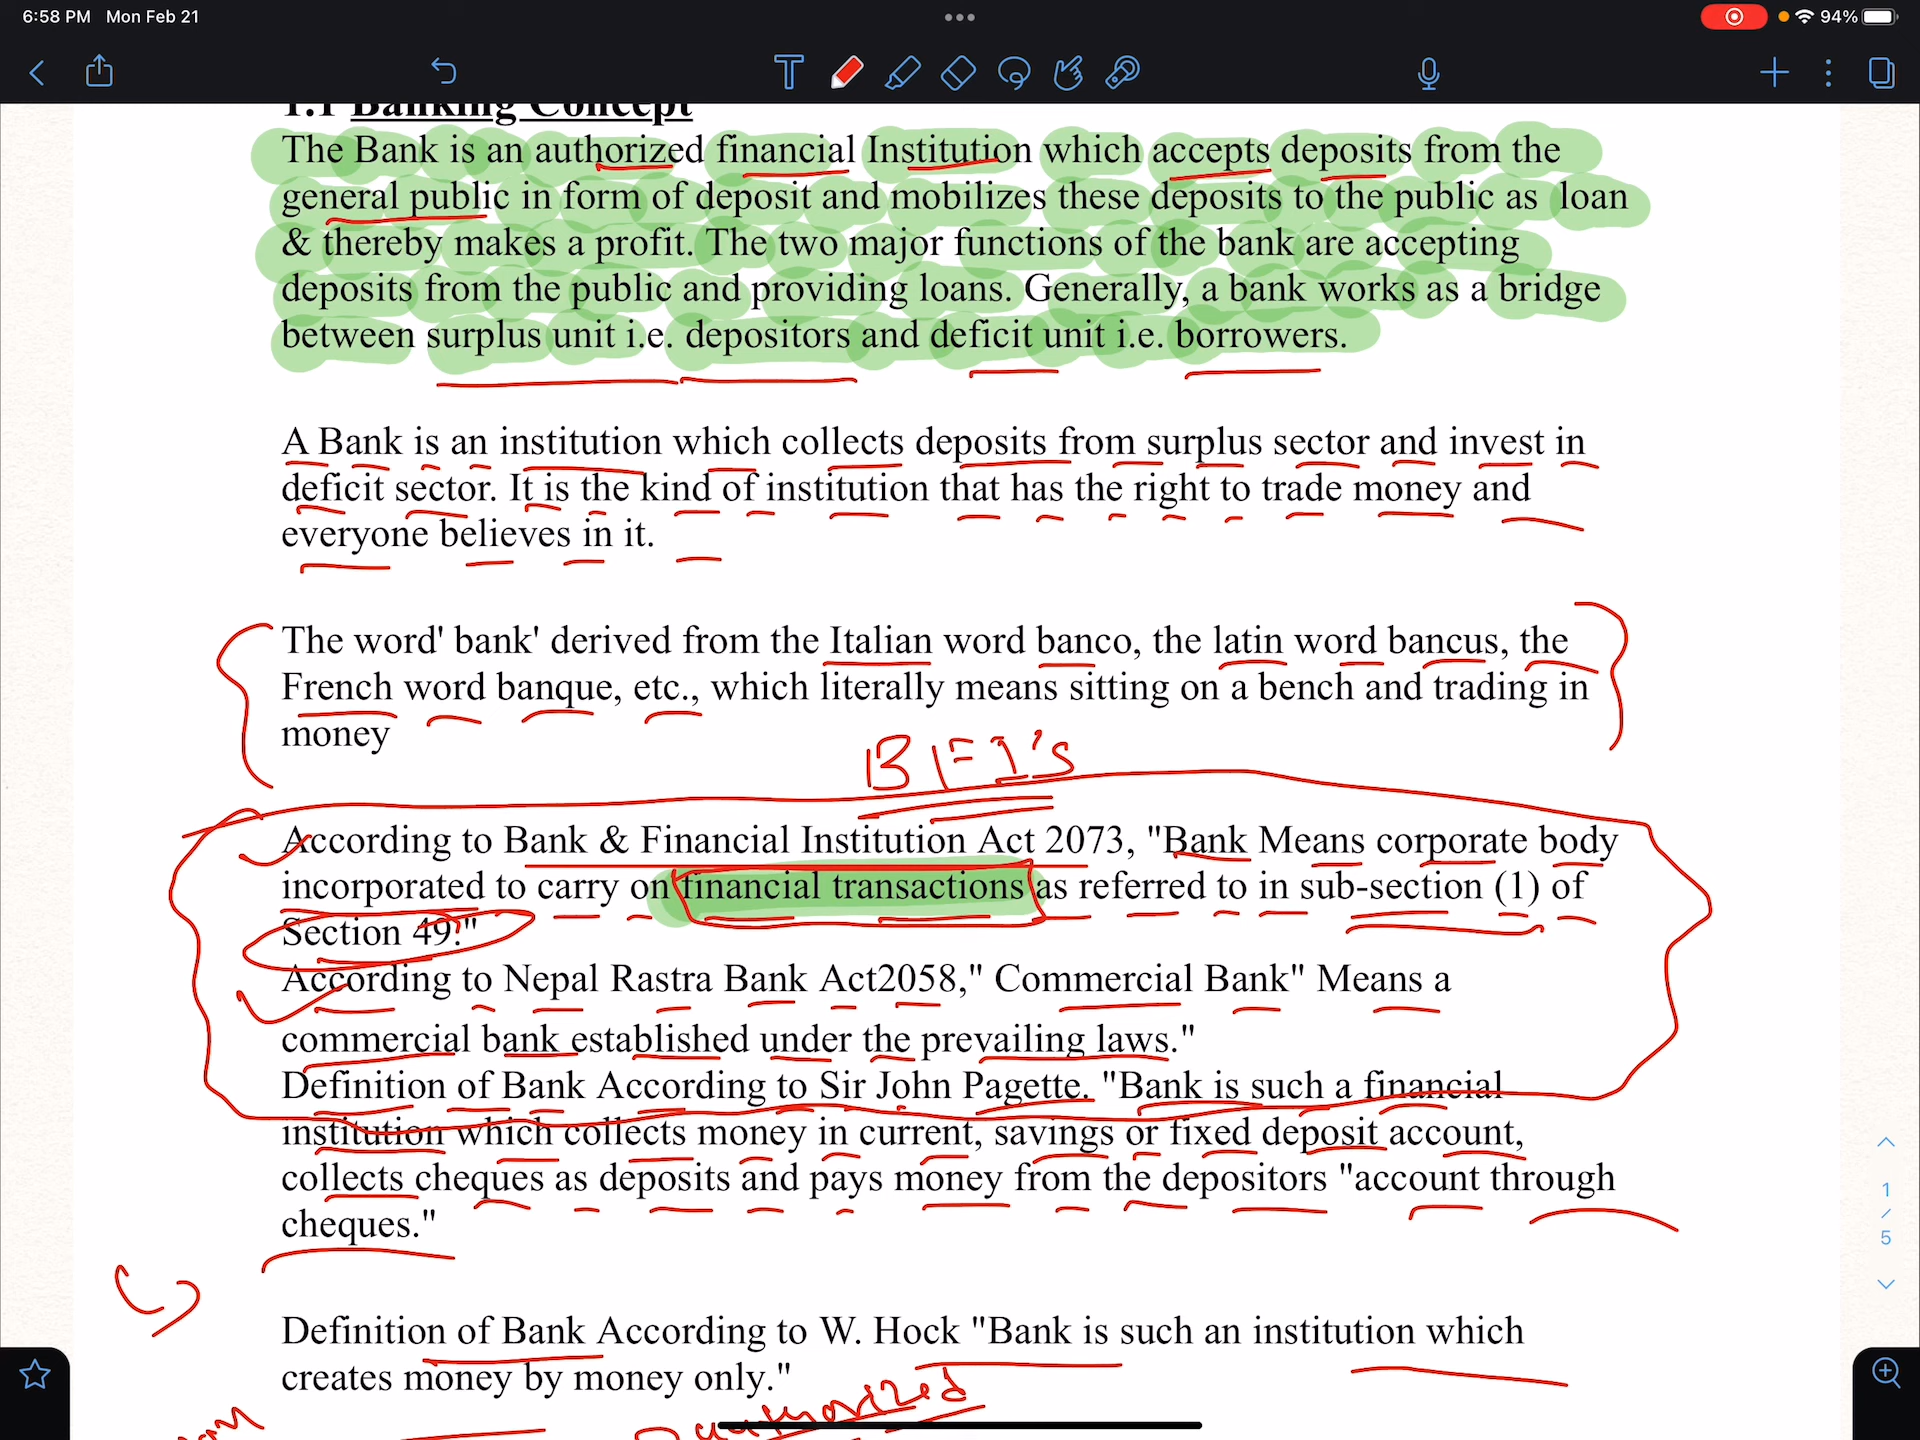 6:58 PM Mon Feb 21
94%
1.1 Banking Concept
The Bank is an authorized financial Institution which accepts deposits from the
general public in form of deposit and mobilizes these deposits to the public as loan
& thereby makes a profit. The two major functions of the bank are accepting
deposits from the public and providing loans. Generally, a bank works as a bridge
between surplus unit i.e. depositors and deficit unit i.e. borrowers.
A Bank is an institution which collects deposits from surplus sector and invest in
deficit sector. It is the kind of institution that has the right to trade money and
everyone believes in it.
The word' bank' derived from the Italian word banco, the latin word bancus, the
French word banque, etc., which literally means sitting on a bench and trading in
money
BFI's
According to Bank & Financial Institution Act 2073, "Bank Means corporate body
incorporated to carry on financial transactions as referred to in sub-section (1) of
Section 49."
According to Nepal Rastra Bank Act2058," Commercial Bank" Means a
commercial bank established under the prevailing laws."
Definition of Bank According to Sir John Pagette. "Bank is such a financial
institution which collects money in current, savings or fixed deposit account,
collects cheques as deposits and pays money from the depositors "account through
cheques."
1
/
5
Definition of Bank According to W. Hock "Bank is such an institution which
creates money by money only."
Authorized